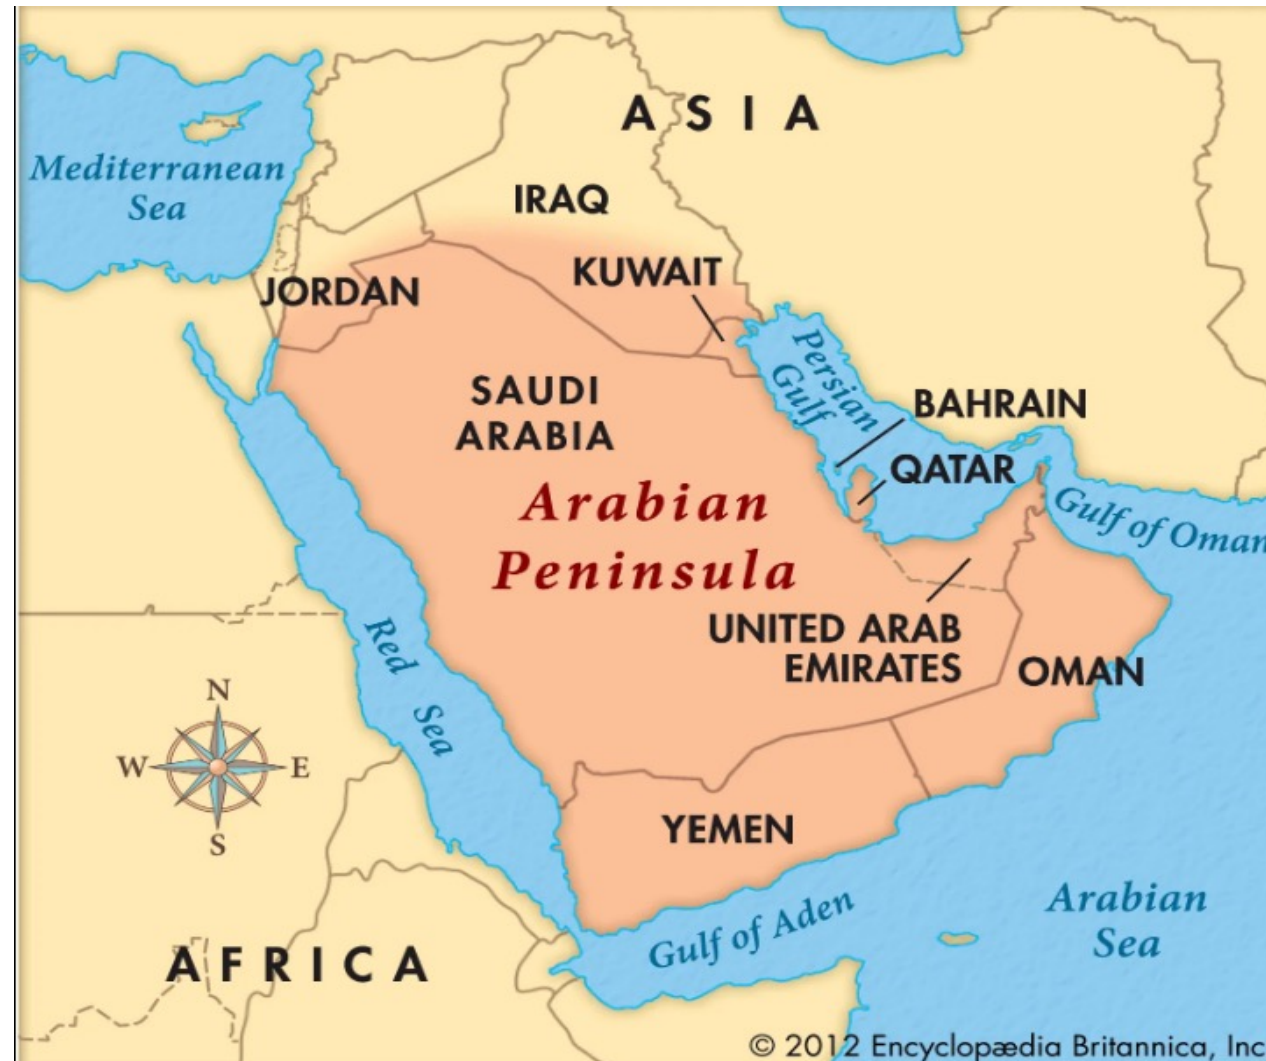 ASIA
Mediterranean
Sea
IRAQ
KUWAIT
JORDAN
Persian
Gulf
SAUDI
ARABIA
BAHRAIN
QATAR
Arabian
Peninsula
Gulf of Oman
UNITED ARAB
EMIRATES
OMAN
Red Sea
N
W
E
S
YEMEN
Arabian
Sea
Gulf of Aden
AFRICA
© 2012 Encyclopædia Britannica, Inc